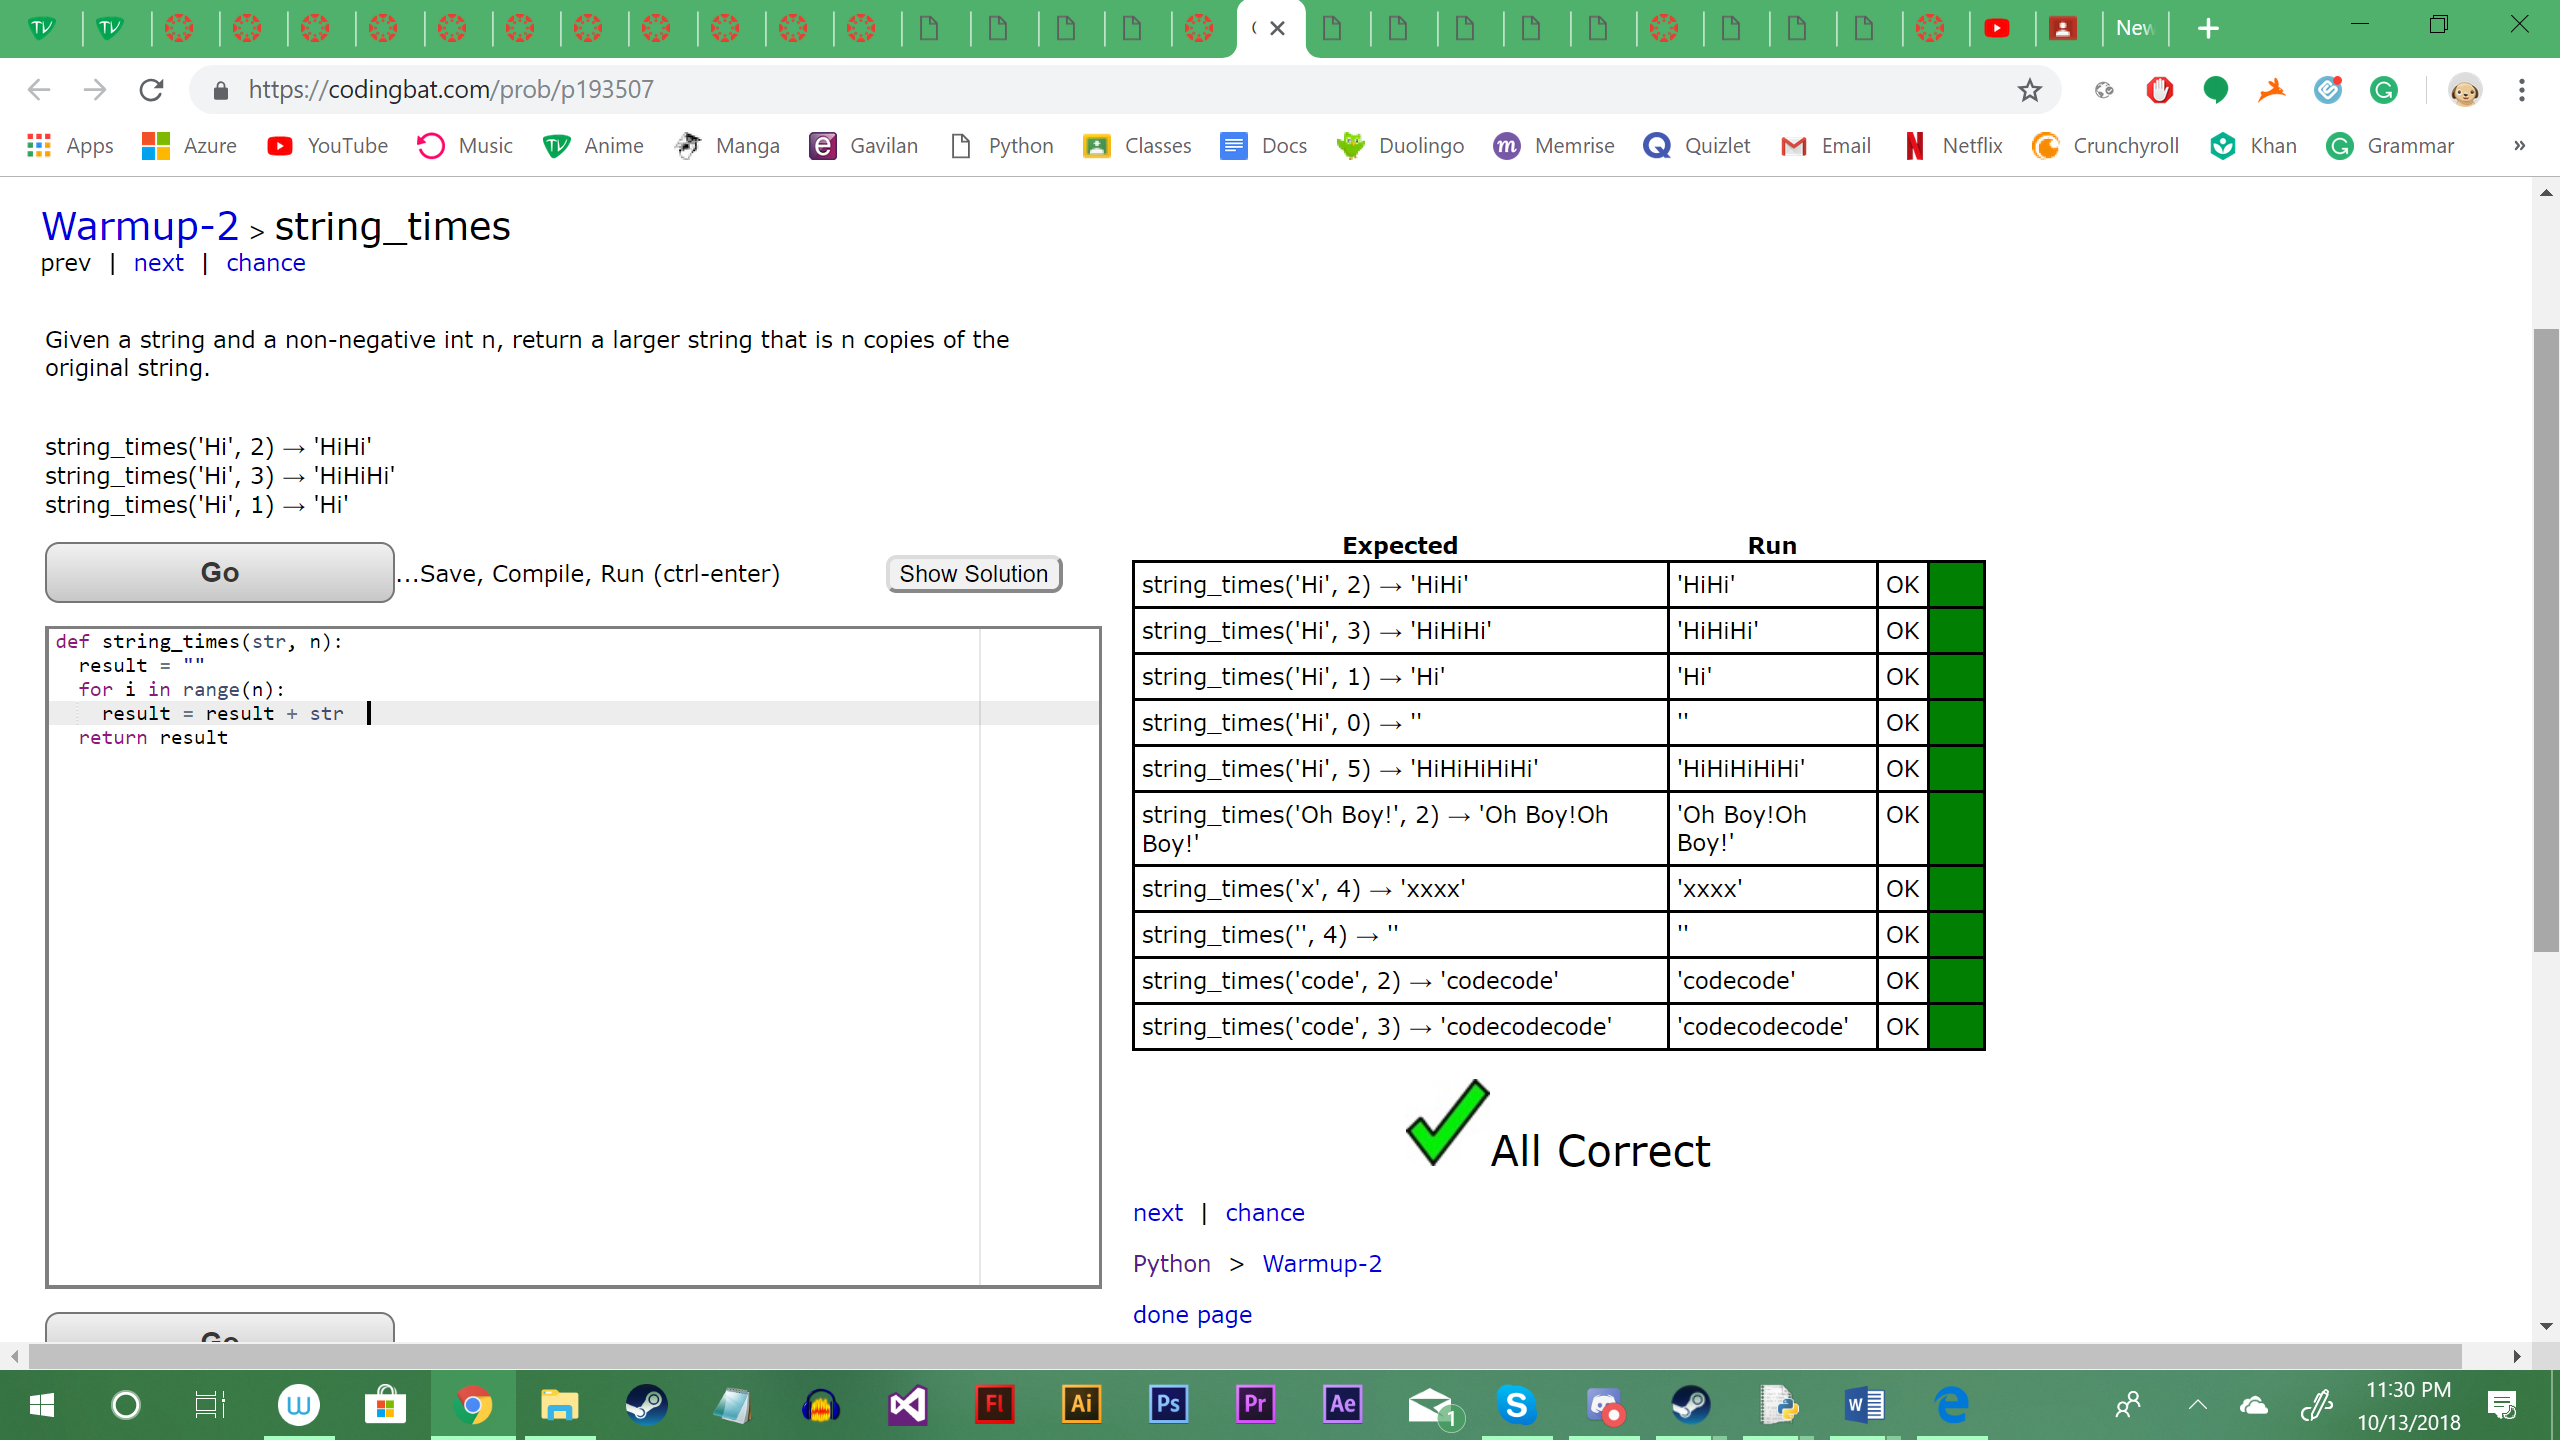 New
https://codingbat.com/prob/p193507
Apps Azure YouTube Music Anime Manga Gavilan Python Classes Docs Duolingo Memrise Quizlet Email Netflix Crunchyroll Khan Grammar »
Warmup-2 > string_times
prev | next | chance
Given a string and a non-negative int n, return a larger string that is n copies of the
original string.
string_times('Hi', 2) → 'HiHi'
string_times('Hi', 3) → 'HiHiHi'
string_times('Hi', 1) → 'Hi'
Go ...Save, Compile, Run (ctrl-enter) Show Solution
def string_times(str, n):
  result = ""
  for i in range(n):
    result = result + str
  return result
Go
Expected Run
string_times('Hi', 2) → 'HiHi' 'HiHi' OK
string_times('Hi', 3) → 'HiHiHi' 'HiHiHi' OK
string_times('Hi', 1) → 'Hi' 'Hi' OK
string_times('Hi', 0) → '' '' OK
string_times('Hi', 5) → 'HiHiHiHiHi' 'HiHiHiHiHi' OK
string_times('Oh Boy!', 2) → 'Oh Boy!Oh 'Oh Boy!Oh OK
Boy!' Boy!'
string_times('x', 4) → 'xxxx' 'xxxx' OK
string_times('', 4) → '' '' OK
string_times('code', 2) → 'codecode' 'codecode' OK
string_times('code', 3) → 'codecodecode' 'codecodecode' OK
All Correct
next | chance
Python > Warmup-2
done page
Fl Ai Ps Pr Ae 1 11:30 PM
10/13/2018